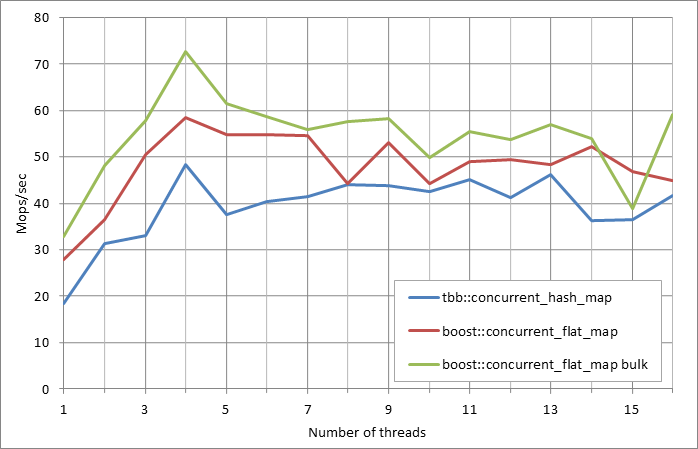 80
70
60
50
40
30
20
10
0
Mops/sec
tbb::concurrent_hash_map
boost::concurrent_flat_map
boost::concurrent_flat_map bulk
1 3 5 7 9 11 13 15
Number of threads